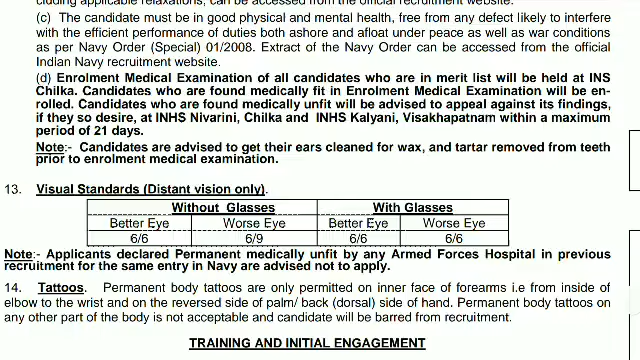 cluding applicable relaxations, can be accessed from the official recruitment website.
(c) The candidate must be in good physical and mental health, free from any defect likely to interfere
with the efficient performance of duties both ashore and afloat under peace as well as war conditions
as per Navy Order (Special) 01/2008. Extract of the Navy Order can be accessed from the official
Indian Navy recruitment website.
(d) Enrolment Medical Examination of all candidates who are in merit list will be held at INS
Chilka. Candidates who are found medically fit in Enrolment Medical Examination will be en-
rolled. Candidates who are found medically unfit will be advised to appeal against its findings,
if they so desire, at INHS Nivarini, Chilka and INHS Kalyani, Visakhapatnam within a maximum
period of 21 days.
Note:- Candidates are advised to get their ears cleaned for wax, and tartar removed from teeth
prior to enrolment medical examination.
13. Visual Standards (Distant vision only).
Without Glasses With Glasses
Better Eye Worse Eye Better Eye Worse Eye
6/6 6/9 6/6 6/6
Note:- Applicants declared Permanent medically unfit by any Armed Forces Hospital in previous
recruitment for the same entry in Navy are advised not to apply.
14. Tattoos. Permanent body tattoos are only permitted on inner face of forearms i.e from inside of
elbow to the wrist and on the reversed side of palm/ back (dorsal) side of hand. Permanent body tattoos on
any other part of the body is not acceptable and candidate will be barred from recruitment.
TRAINING AND INITIAL ENGAGEMENT